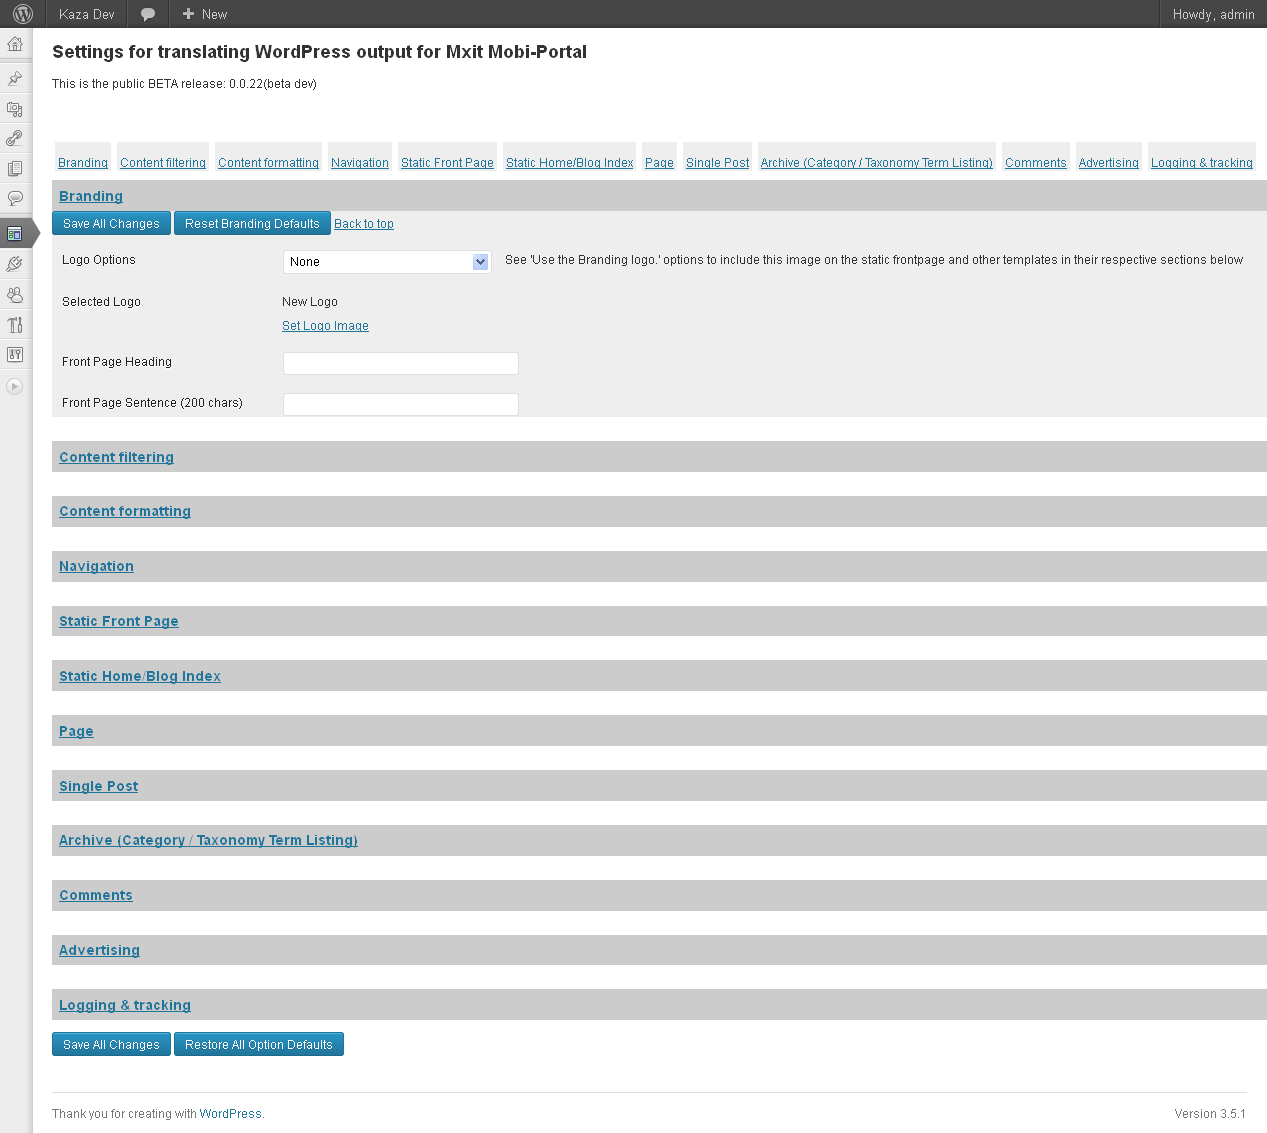 Kaza Dev New Howdy, admin
Settings for translating WordPress output for Mxit Mobi-Portal
This is the public BETA release: 0.0.22(beta dev)
Branding Content filtering Content formatting Navigation Static Front Page Static Home/Blog Index Page Single Post Archive (Category / Taxonomy Term Listing) Comments Advertising Logging & tracking
Branding
Save All Changes Reset Branding Defaults Back to top
Logo Options None See 'Use the Branding logo.' options to include this image on the static frontpage and other templates in their respective sections below
Selected Logo New Logo
Set Logo Image
Front Page Heading
Front Page Sentence (200 chars)
Content filtering
Content formatting
Navigation
Static Front Page
Static Home/Blog Index
Page
Single Post
Archive (Category / Taxonomy Term Listing)
Comments
Advertising
Logging & tracking
Save All Changes Restore All Option Defaults
Thank you for creating with WordPress. Version 3.5.1